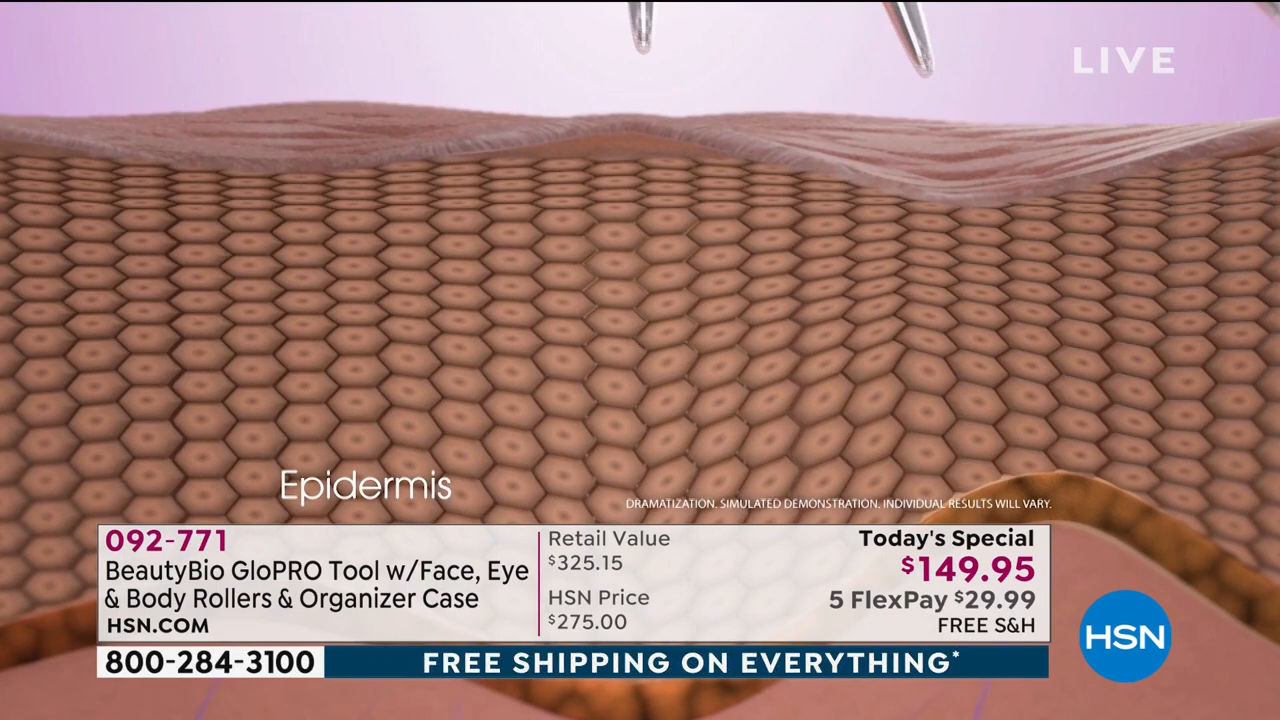 LIVE
Epidermis
DRAMATIZATION. SIMULATED DEMONSTRATION. INDIVIDUAL RESULTS WILL VARY.
092-771
BeautyBio GloPRO Tool w/Face, Eye
& Body Rollers & Organizer Case
HSN.COM
Retail Value
$325.15
HSN Price
$275.00
Today's Special
$149.95
5 FlexPay $29.99
FREE S&H
HSN
800-284-3100
FREE SHIPPING ON EVERYTHING*